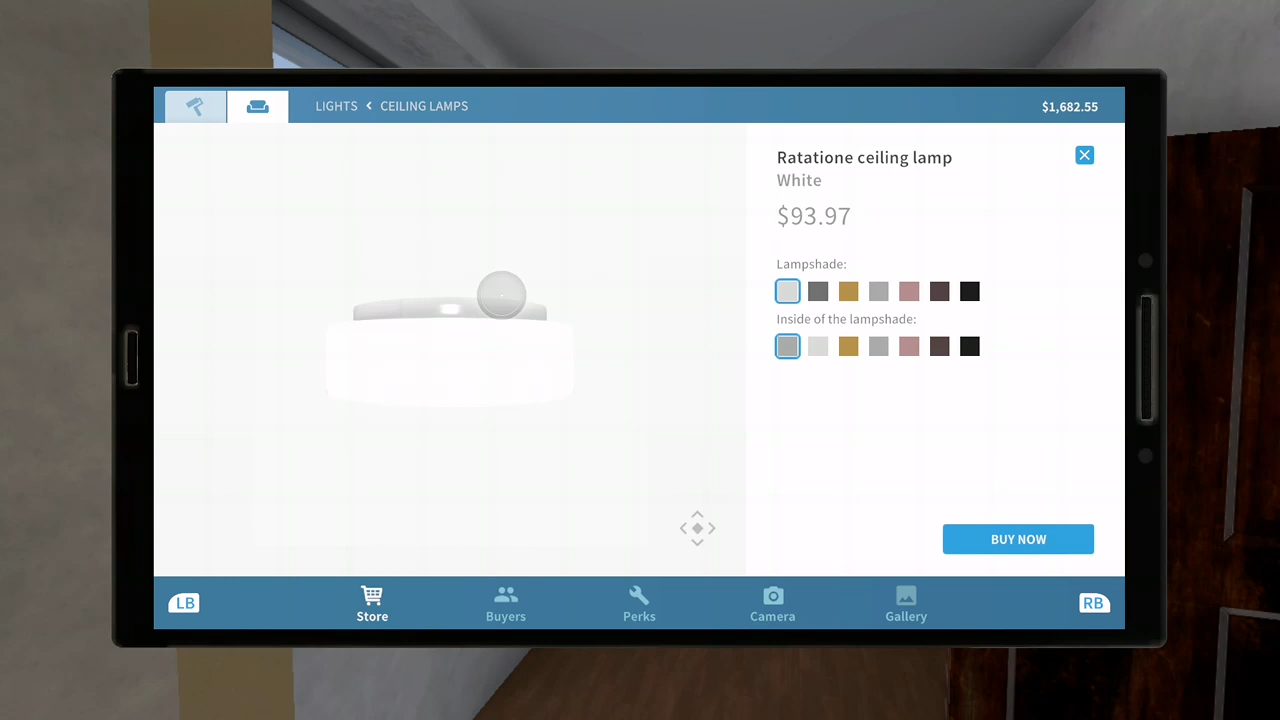 LIGHTS < CEILING LAMPS
$1,682.55
Ratatione ceiling lamp
White
$93.97
Lampshade:
Inside of the lampshade:
BUY NOW
LB
Store
Buyers
Perks
Camera
Gallery
RB